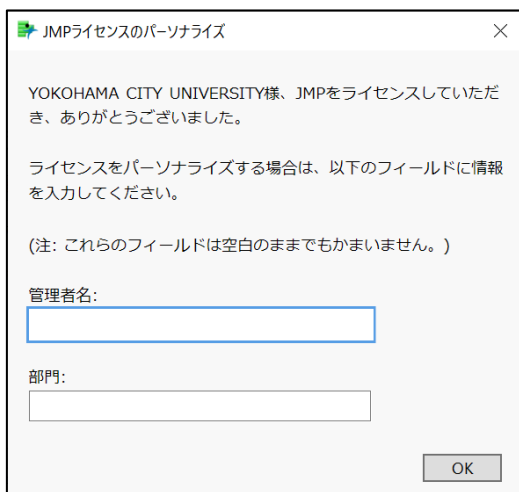 JMPライセンスのパーソナライズ
YOKOHAMA CITY UNIVERSITY様、JMPをライセンスしていただ
き、ありがとうございました。
ライセンスをパーソナライズする場合は、以下のフィールドに情報
を入力してください。
(注: これらのフィールドは空白のままでもかまいません。)
管理者名:
部門:
OK